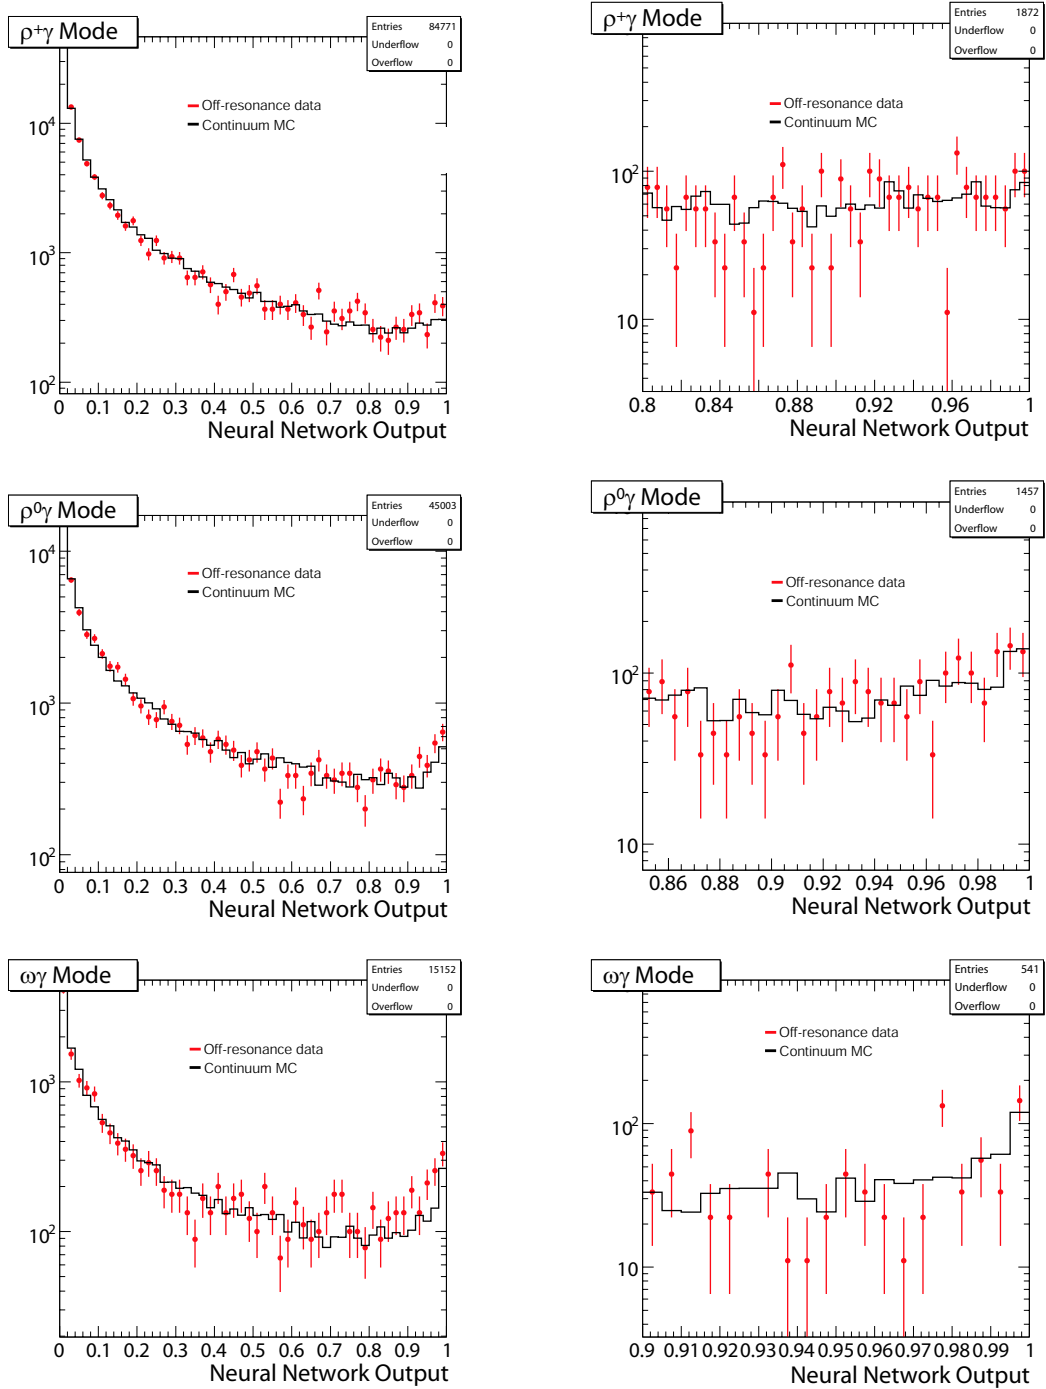 ρ⁺γ Mode
Entries 84771
Underflow 0
Overflow 0
Off-resonance data
Continuum MC
10⁴
10³
10²
0 0.1 0.2 0.3 0.4 0.5 0.6 0.7 0.8 0.9 1
Neural Network Output
ρ⁺γ Mode
Entries 1872
Underflow 0
Overflow 0
Off-resonance data
Continuum MC
10²
10
0.8 0.84 0.88 0.92 0.96 1
Neural Network Output
ρ⁰γ Mode
Entries 45003
Underflow 0
Overflow 0
Off-resonance data
Continuum MC
10⁴
10³
10²
0 0.1 0.2 0.3 0.4 0.5 0.6 0.7 0.8 0.9 1
Neural Network Output
ρ⁰γ Mode
Entries 1457
Underflow 0
Overflow 0
Off-resonance data
Continuum MC
10²
10
0.86 0.88 0.9 0.92 0.94 0.96 0.98 1
Neural Network Output
ωγ Mode
Entries 15152
Underflow 0
Overflow 0
Off-resonance data
Continuum MC
10³
10²
0 0.1 0.2 0.3 0.4 0.5 0.6 0.7 0.8 0.9 1
Neural Network Output
ωγ Mode
Entries 541
Underflow 0
Overflow 0
Off-resonance data
Continuum MC
10²
10
0.9 0.91 0.92 0.93 0.94 0.95 0.96 0.97 0.98 0.99 1
Neural Network Output